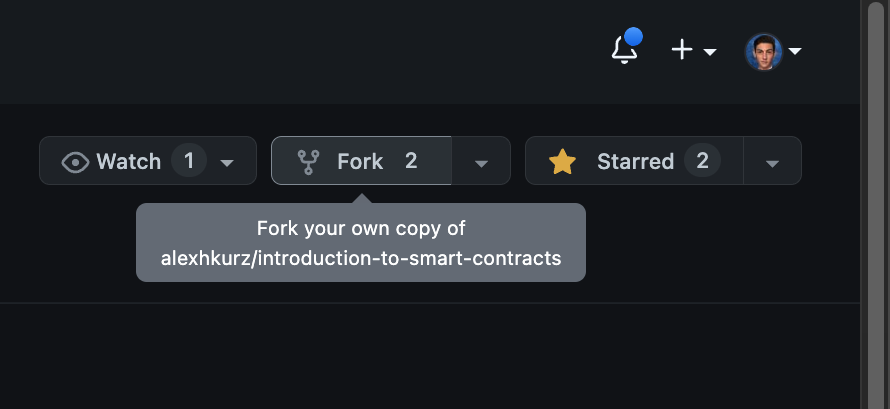 Watch 1
Fork 2
Starred 2
Fork your own copy of
alexhkurz/introduction-to-smart-contracts